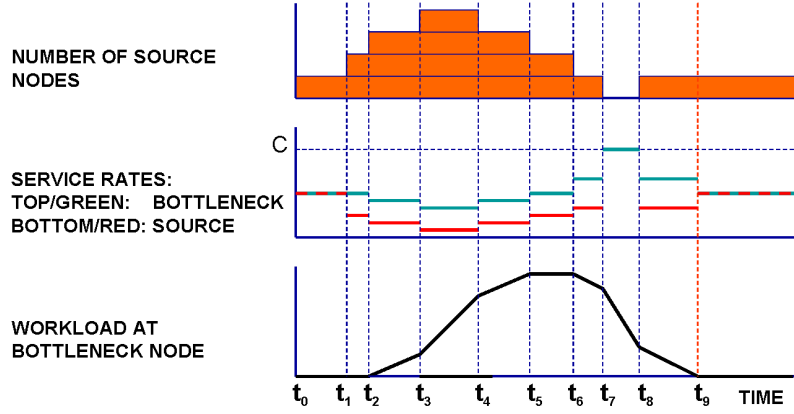 NUMBER OF SOURCE
NODES
C
SERVICE RATES:
TOP/GREEN: BOTTLENECK
BOTTOM/RED: SOURCE
WORKLOAD AT
BOTTLENECK NODE
t0 t1 t2 t3 t4 t5 t6 t7 t8 t9 TIME